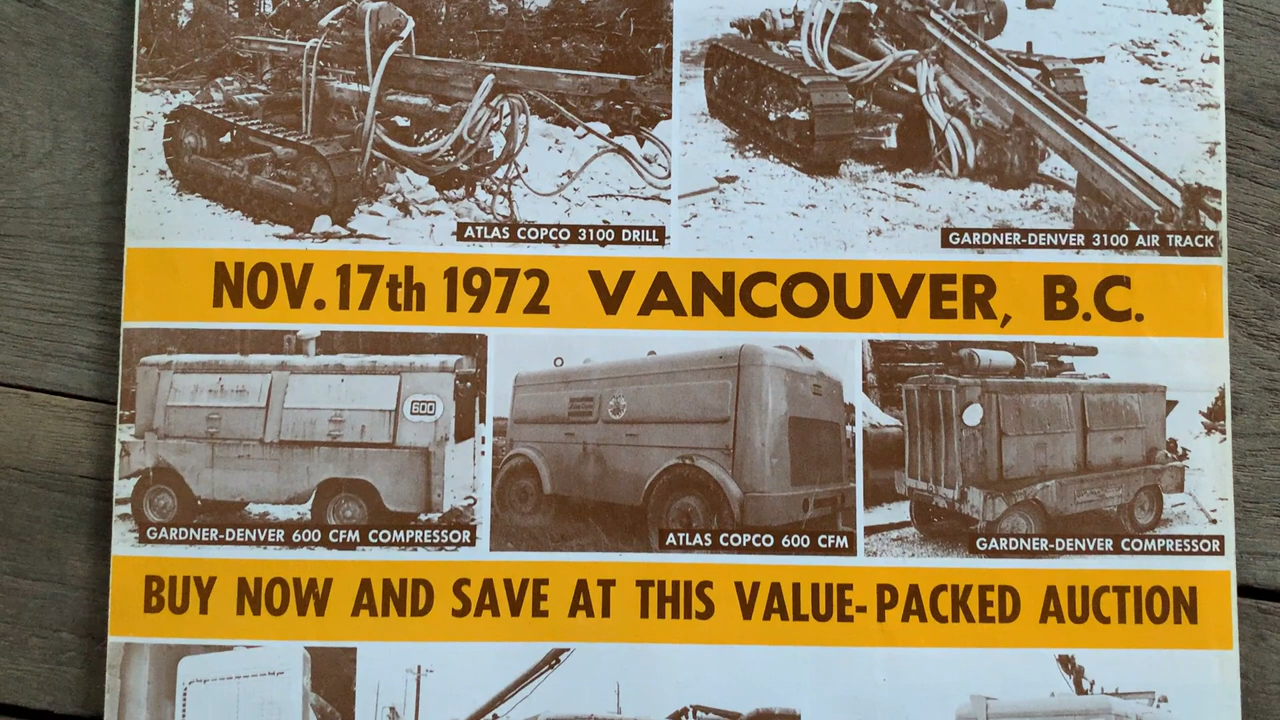 ATLAS COPCO 3100 DRILL
GARDNER-DENVER 3100 AIR TRACK
NOV. 17th 1972 VANCOUVER, B.C.
600
GARDNER-DENVER 600 CFM COMPRESSOR
ATLAS COPCO 600 CFM
GARDNER-DENVER COMPRESSOR
BUY NOW AND SAVE AT THIS VALUE-PACKED AUCTION